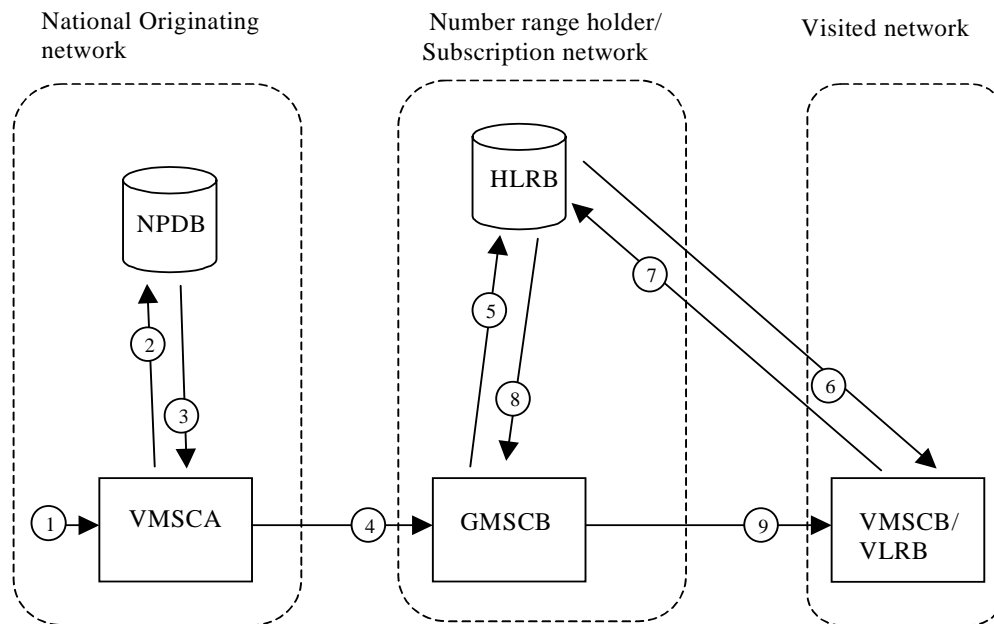 National Originating
network
Number range holder/
Subscription network
Visited network
HLRB
NPDB
7
5
2
6
3
8
1
VMSCA
4
GMSCB
9
VMSCB/
VLRB